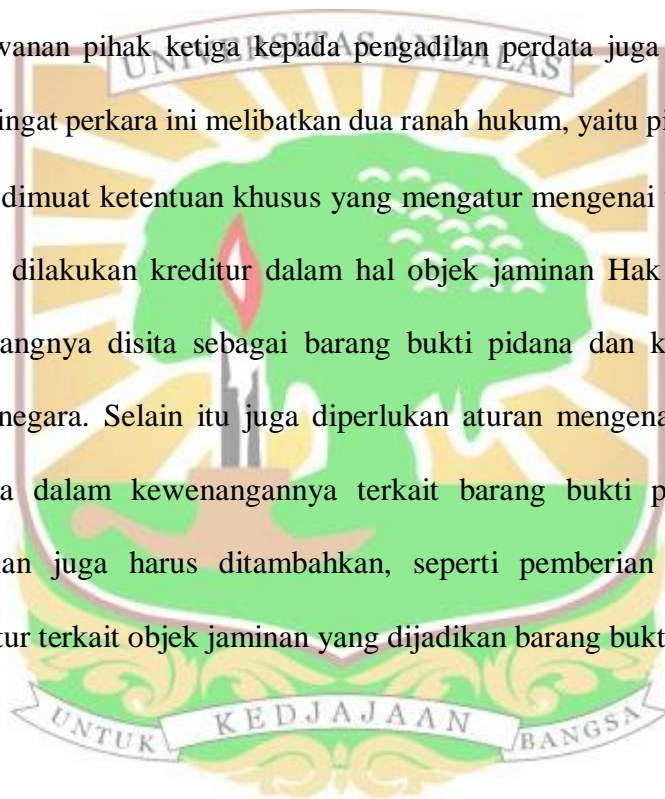 wanan pihak ketiga kepada pengadilan perdata juga
UNIVERSITAS ANDALAS
ingat perkara ini melibatkan dua ranah hukum, yaitu pi
dimuat ketentuan khusus yang mengatur mengenai
dilakukan kreditur dalam hal objek jaminan Hak
angnya disita sebagai barang bukti pidana dan k
negara. Selain itu juga diperlukan aturan mengena
a dalam kewenangannya terkait barang bukti p
an juga harus ditambahkan, seperti pemberian
tur terkait objek jaminan yang dijadikan barang bukt
UNTUK KEDJAJAAN BANGSA